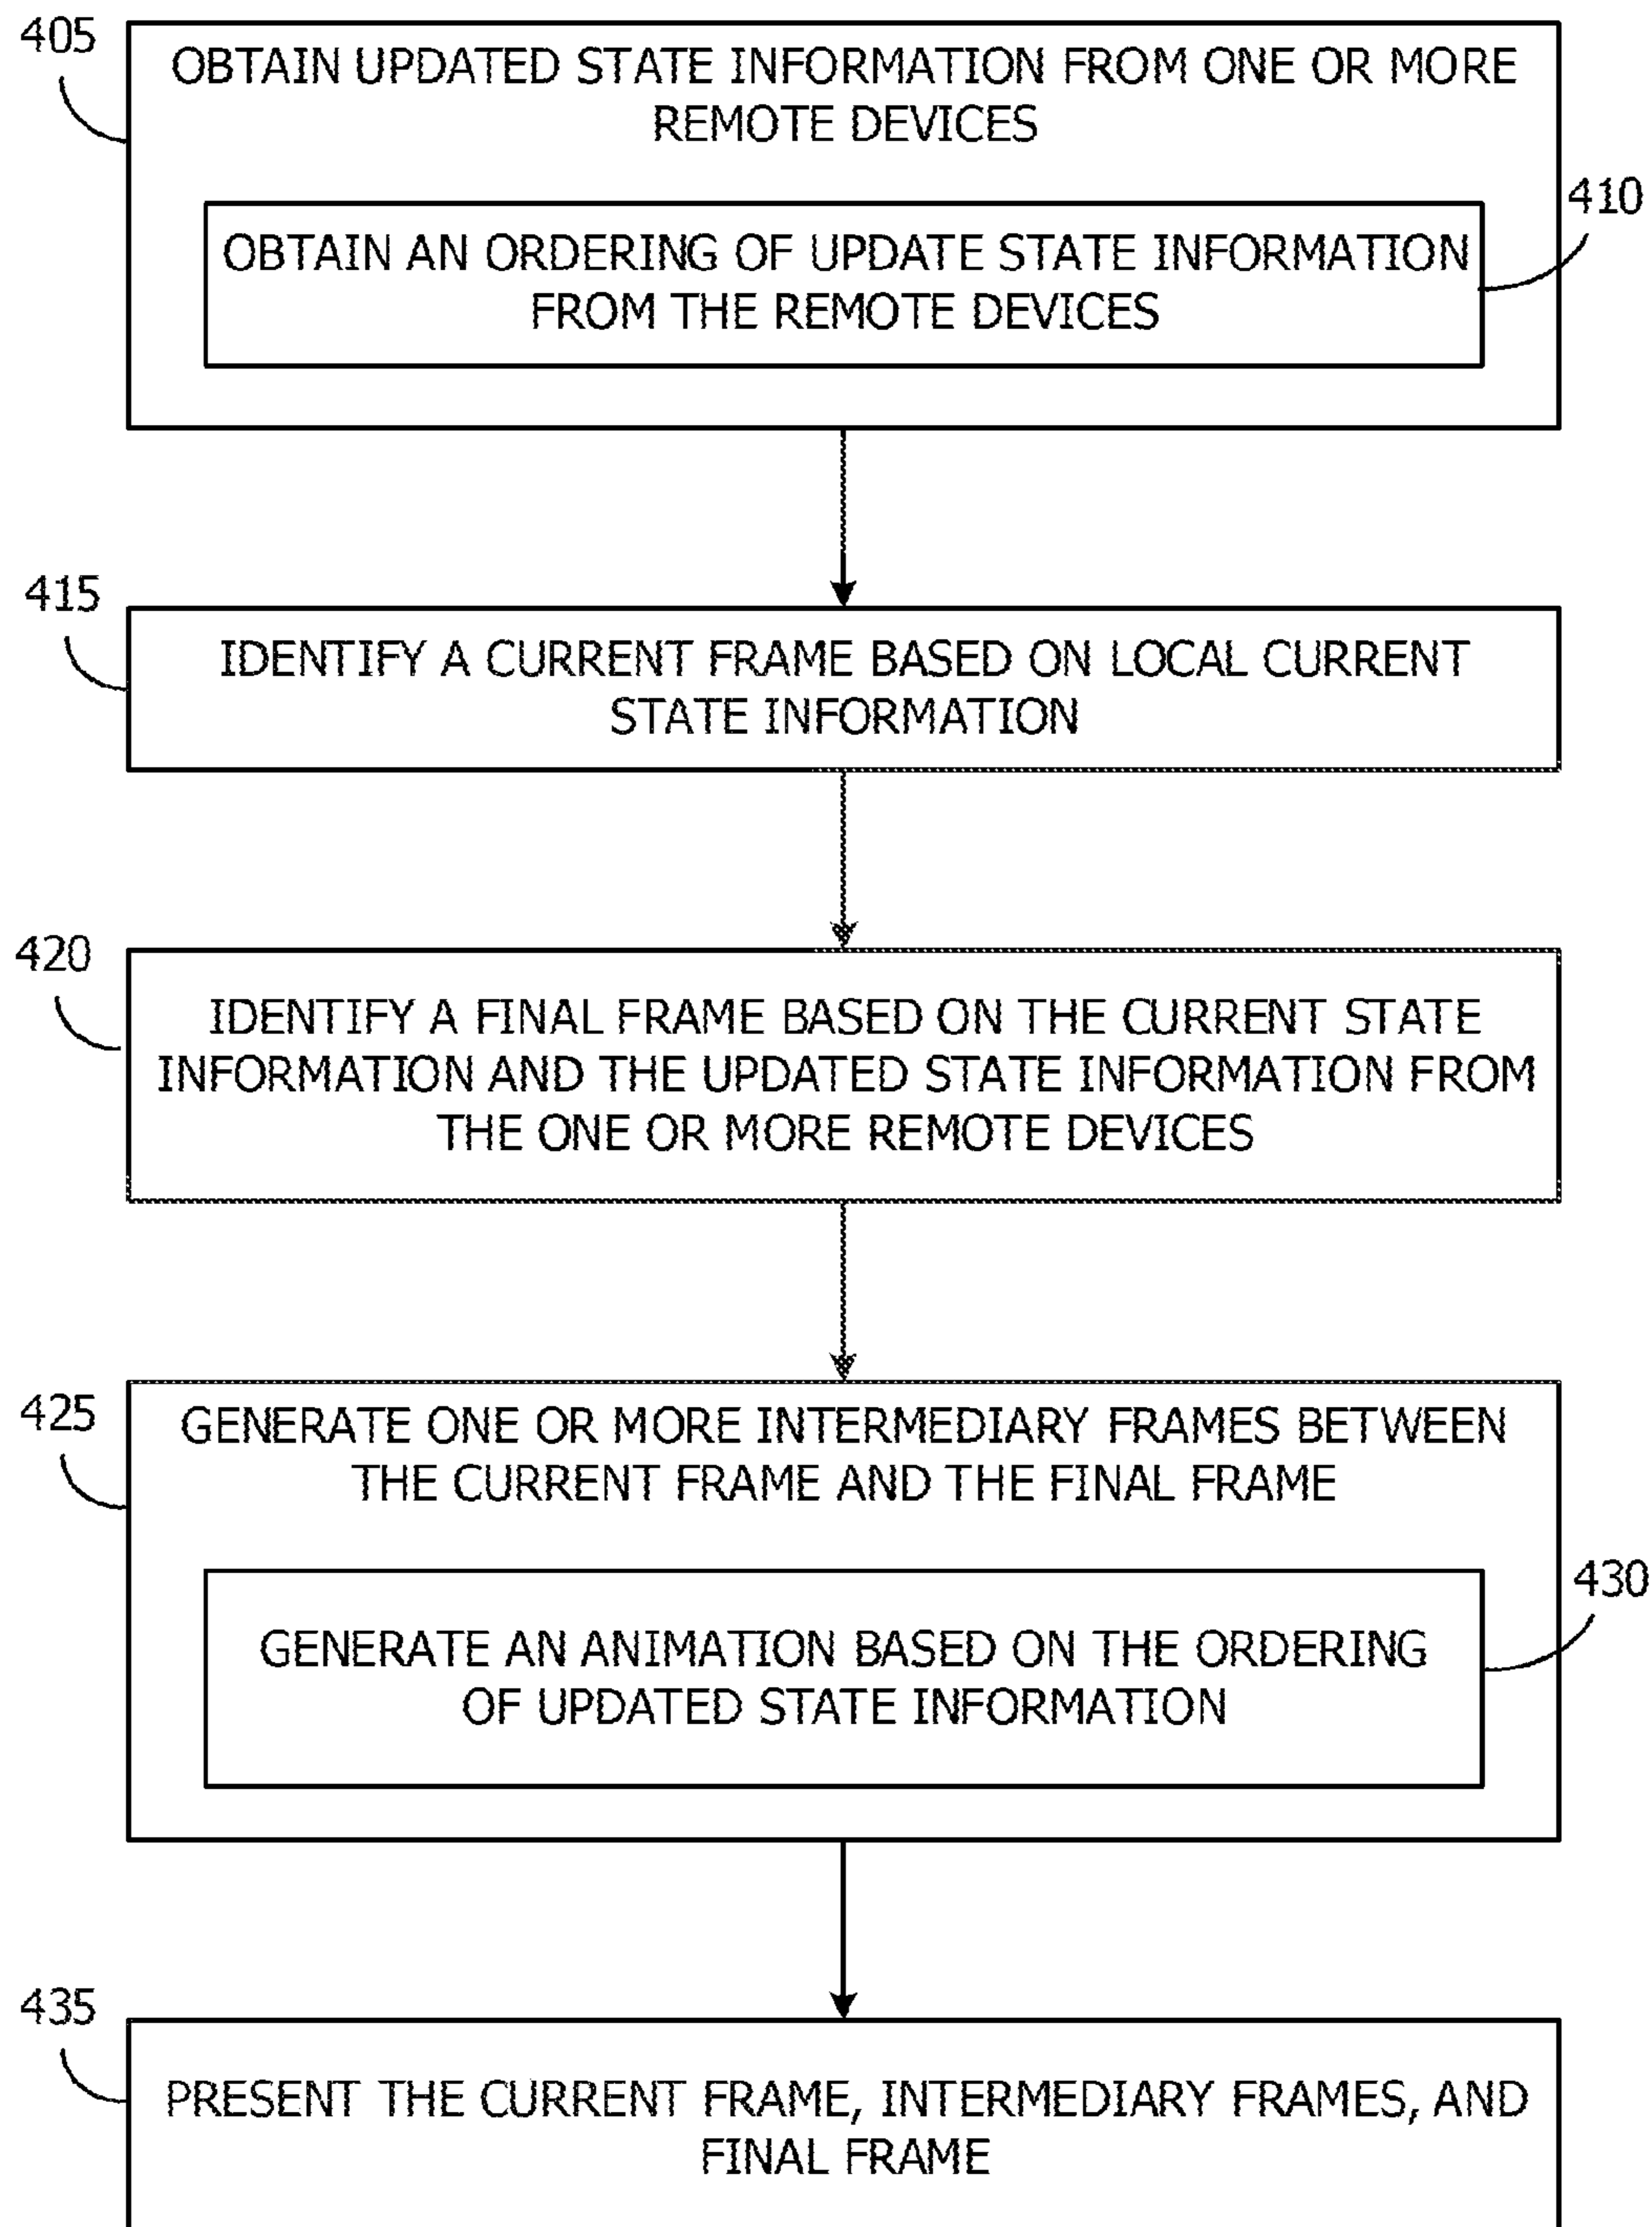 405
OBTAIN UPDATED STATE INFORMATION FROM ONE OR MORE
REMOTE DEVICES
410
OBTAIN AN ORDERING OF UPDATE STATE INFORMATION
FROM THE REMOTE DEVICES
415
IDENTIFY A CURRENT FRAME BASED ON LOCAL CURRENT
STATE INFORMATION
420
IDENTIFY A FINAL FRAME BASED ON THE CURRENT STATE
INFORMATION AND THE UPDATED STATE INFORMATION FROM
THE ONE OR MORE REMOTE DEVICES
425
GENERATE ONE OR MORE INTERMEDIARY FRAMES BETWEEN
THE CURRENT FRAME AND THE FINAL FRAME
430
GENERATE AN ANIMATION BASED ON THE ORDERING
OF UPDATED STATE INFORMATION
435
PRESENT THE CURRENT FRAME, INTERMEDIARY FRAMES, AND
FINAL FRAME